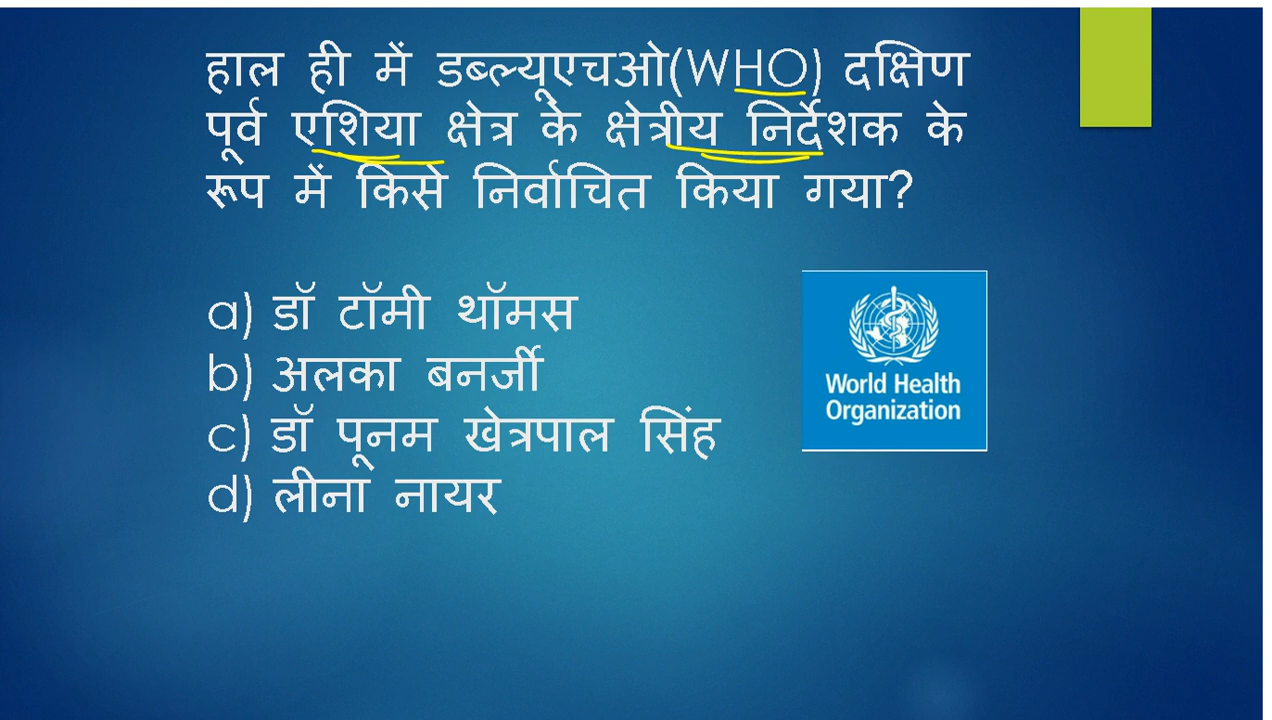 हाल ही में डब्ल्यूएचओ(WHO) दक्षिण
पूर्व एशिया क्षेत्र के क्षेत्रीय निर्देशक के
रूप में किसे निर्वाचित किया गया?
a) डॉ टॉमी थॉमस
b) अलका बनर्जी
c) डॉ पूनम खेत्रपाल सिंह
d) लीना नायर
World Health
Organization